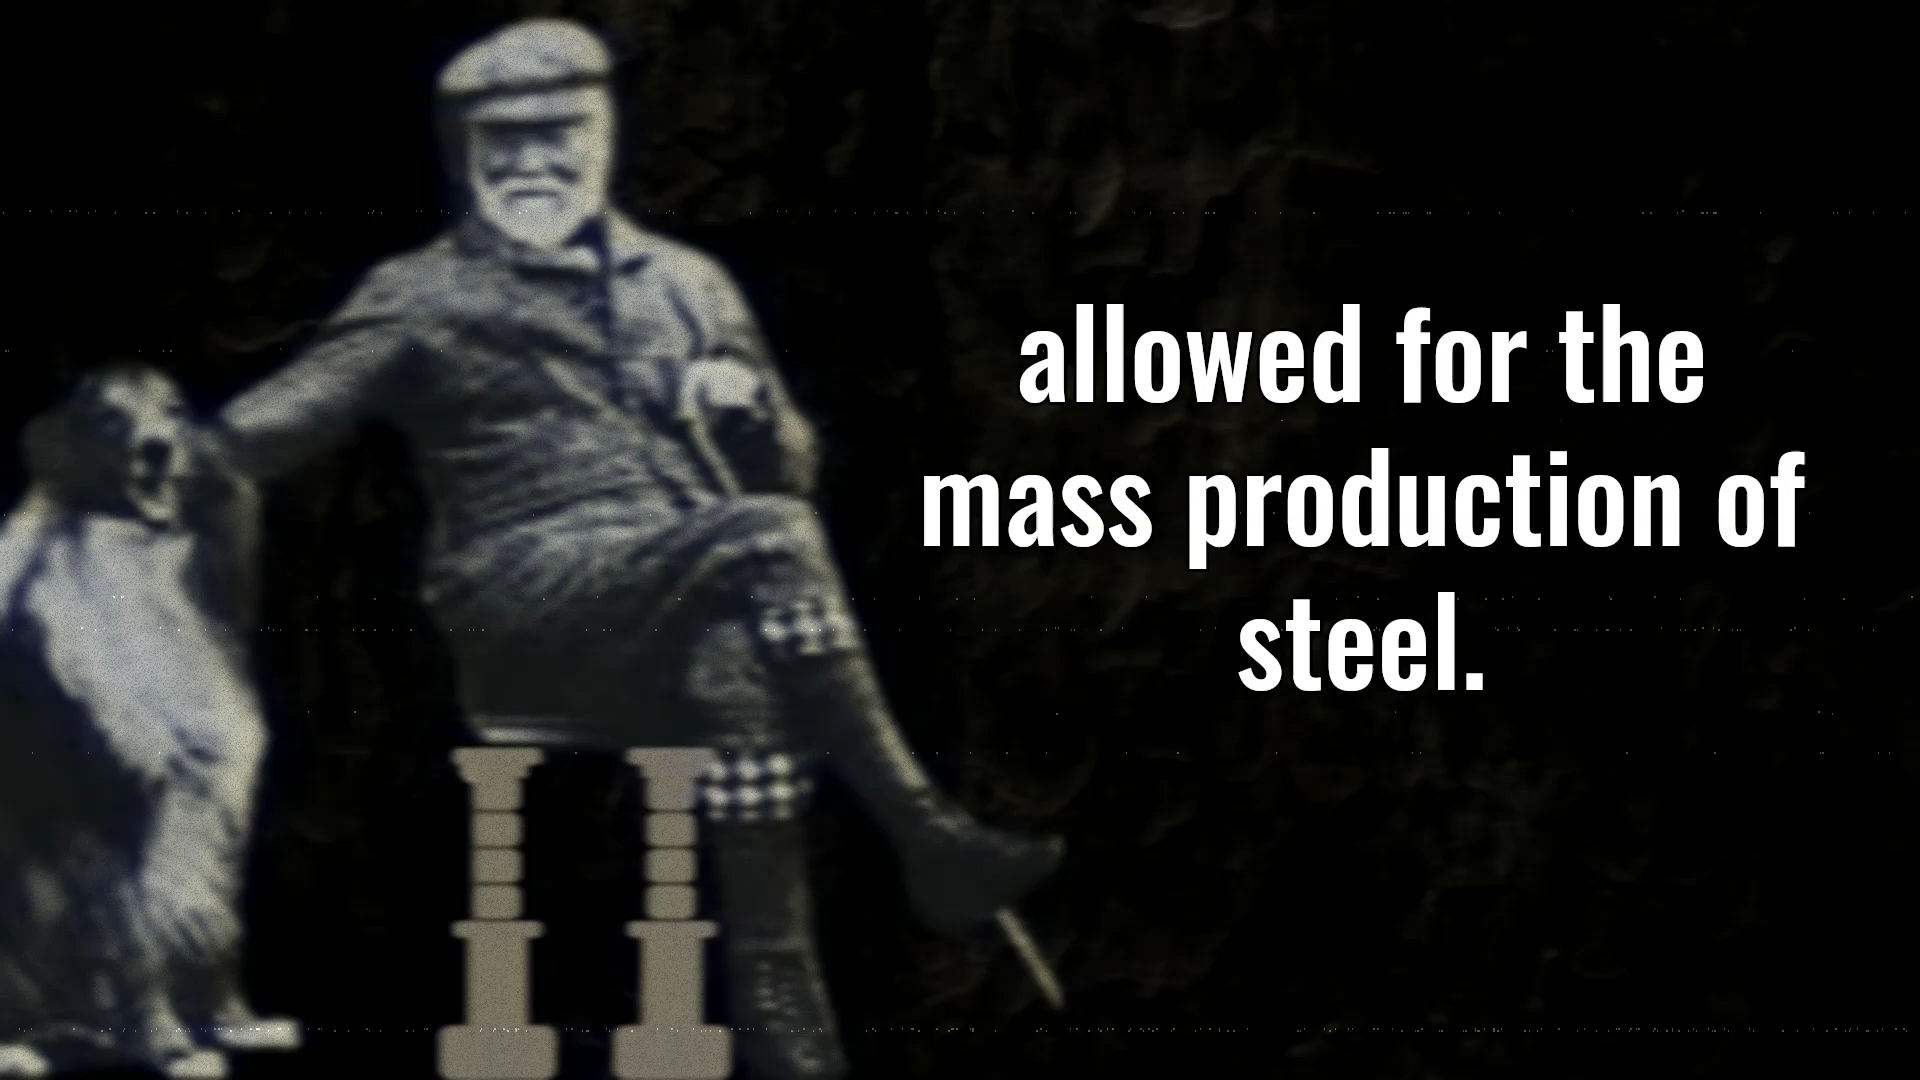 allowed for the
mass production of
steel.